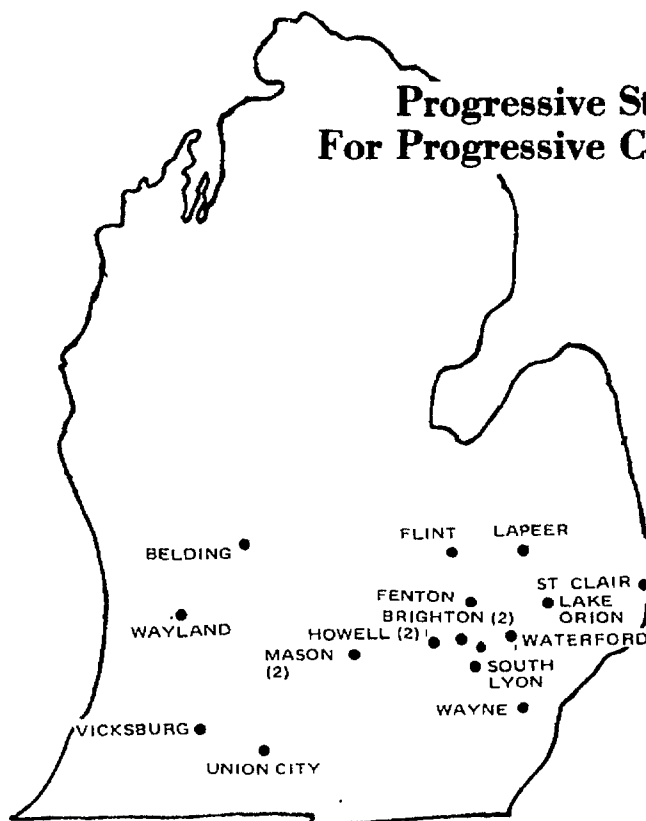 Progressive St
For Progressive C
BELDING
FLINT
LAPEER
ST CLAIR
FENTON
LAKE
ORION
BRIGHTON (2)
WAYLAND
HOWELL (2)
WATERFORD
MASON
(2)
SOUTH
LYON
WAYNE
VICKSBURG
UNION CITY